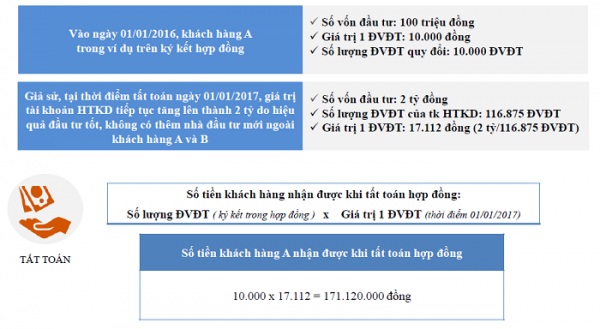 Vào ngày 01/01/2016, khách hàng A
trong ví dụ trên ký kết hợp đồng
✓ Số vốn đầu tư: 100 triệu đồng
✓ Giá trị 1 ĐVĐT: 10.000 đồng
✓ Số lượng ĐVĐT quy đổi: 10.000 ĐVĐT
Giả sử, tại thời điểm tất toán ngày 01/01/2017, giá trị
tài khoản HTKD tiếp tục tăng lên thành 2 tỷ do hiệu
quả đầu tư tốt, không có thêm nhà đầu tư mới ngoài
khách hàng A và B
✓ Số vốn đầu tư: 2 tỷ đồng
✓ Số lượng ĐVĐT của tk HTKD: 116.875 ĐVĐT
✓ Giá trị 1 ĐVĐT: 17.112 đồng (2 tỷ/116.875 ĐVĐT)
TẤT TOÁN
Số tiền khách hàng nhận được khi tất toán hợp đồng:
Số lượng ĐVĐT ( ký kết trong hợp đồng ) x Giá trị 1 ĐVĐT (thời điểm 01/01/2017)
Số tiền khách hàng A nhận được khi tất toán hợp đồng
10.000 x 17.112 = 171.120.000 đồng